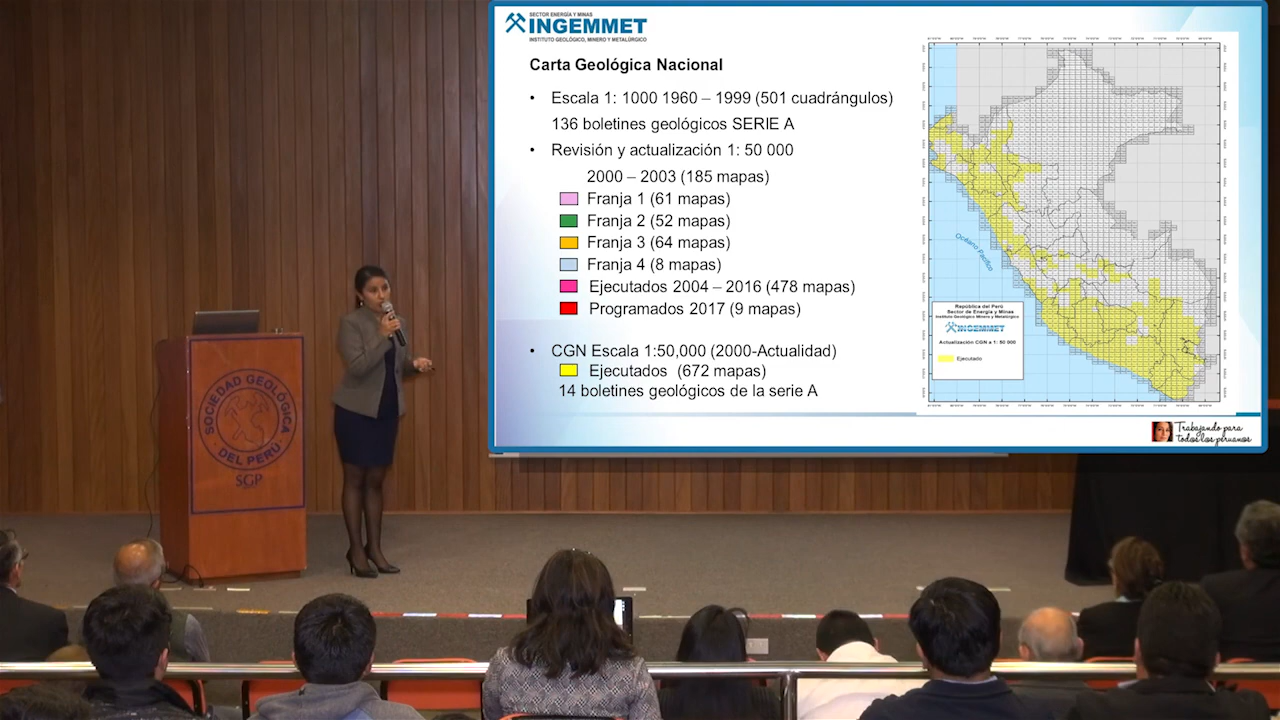 SECTOR ENERGÍA Y MINAS
INGEMMET
INSTITUTO GEOLÓGICO, MINERO Y METALÚRGICO
Carta Geológica Nacional
• Escala 1: 1000 1960 – 1999 (501 cuadrángulos)
136 boletines geológicos SERIE A
• Revisión y actualización 1: 50 000
2000 – 2003 (185 mapas)
Franja 1 (61 mapas)
Franja 2 (52 mapas)
Franja 3 (64 mapas)
Franja 4 (8 mapas)
Ejecutados 2004 – 2016 (478 mapas)
Programados 2017 (9 mapas)
• CGN Escala 1:50,000 (2000-Actualidad)
Ejecutados (672 mapas)
14 boletines geológicos de la serie A
Océano Pacífico
República del Perú
Sector de Energía y Minas
Instituto Geológico Minero y Metalúrgico
INGEMMET
Actualización CGN a 1: 50 000
Ejecutado
Trabajando para
todos los peruanos
SOCIEDAD GEOLÓGICA
DEL PERÚ
SGP